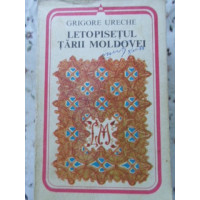 GRIGORE URECHE
LETOPISEȚUL
ȚĂRII MOLDOVEI